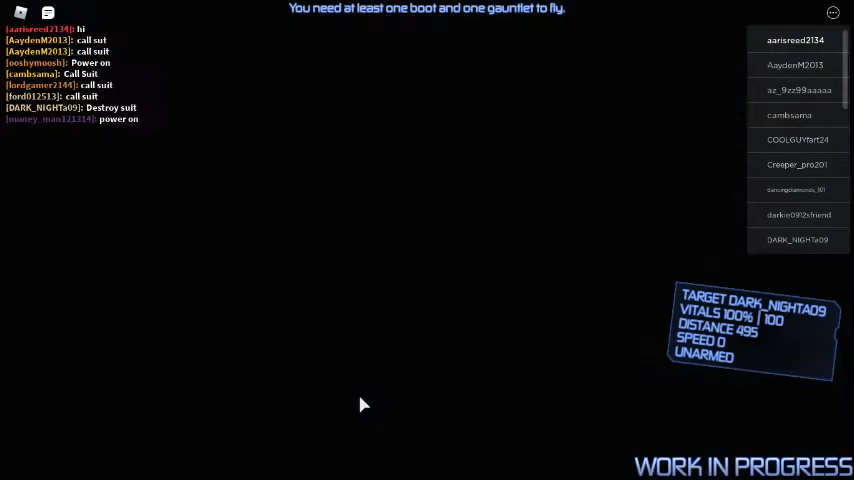 You need at least one boot and one gauntlet to fly.
[aarisreed2134]: hi
[AaydenM2013]: call sut
[AaydenM2013]: call suit
[ooshymoosh]: Power on
[cambsama]: Call Suit
[lordgamer2144]: call suit
[ford012513]: call suit
[DARK_NIGHTa09]: Destroy suit
[money_man121314]: power on
aarisreed2134
AaydenM2013
az_9zz99aaaaa
cambsama
COOLGUYfart24
Creeper_pro201
dancingdiamonds_101
darkie0912sfriend
DARK_NIGHTa09
TARGET DARK_NIGHTA09
VITALS 100% | 100
DISTANCE 495
SPEED 0
UNARMED
WORK IN PROGRESS